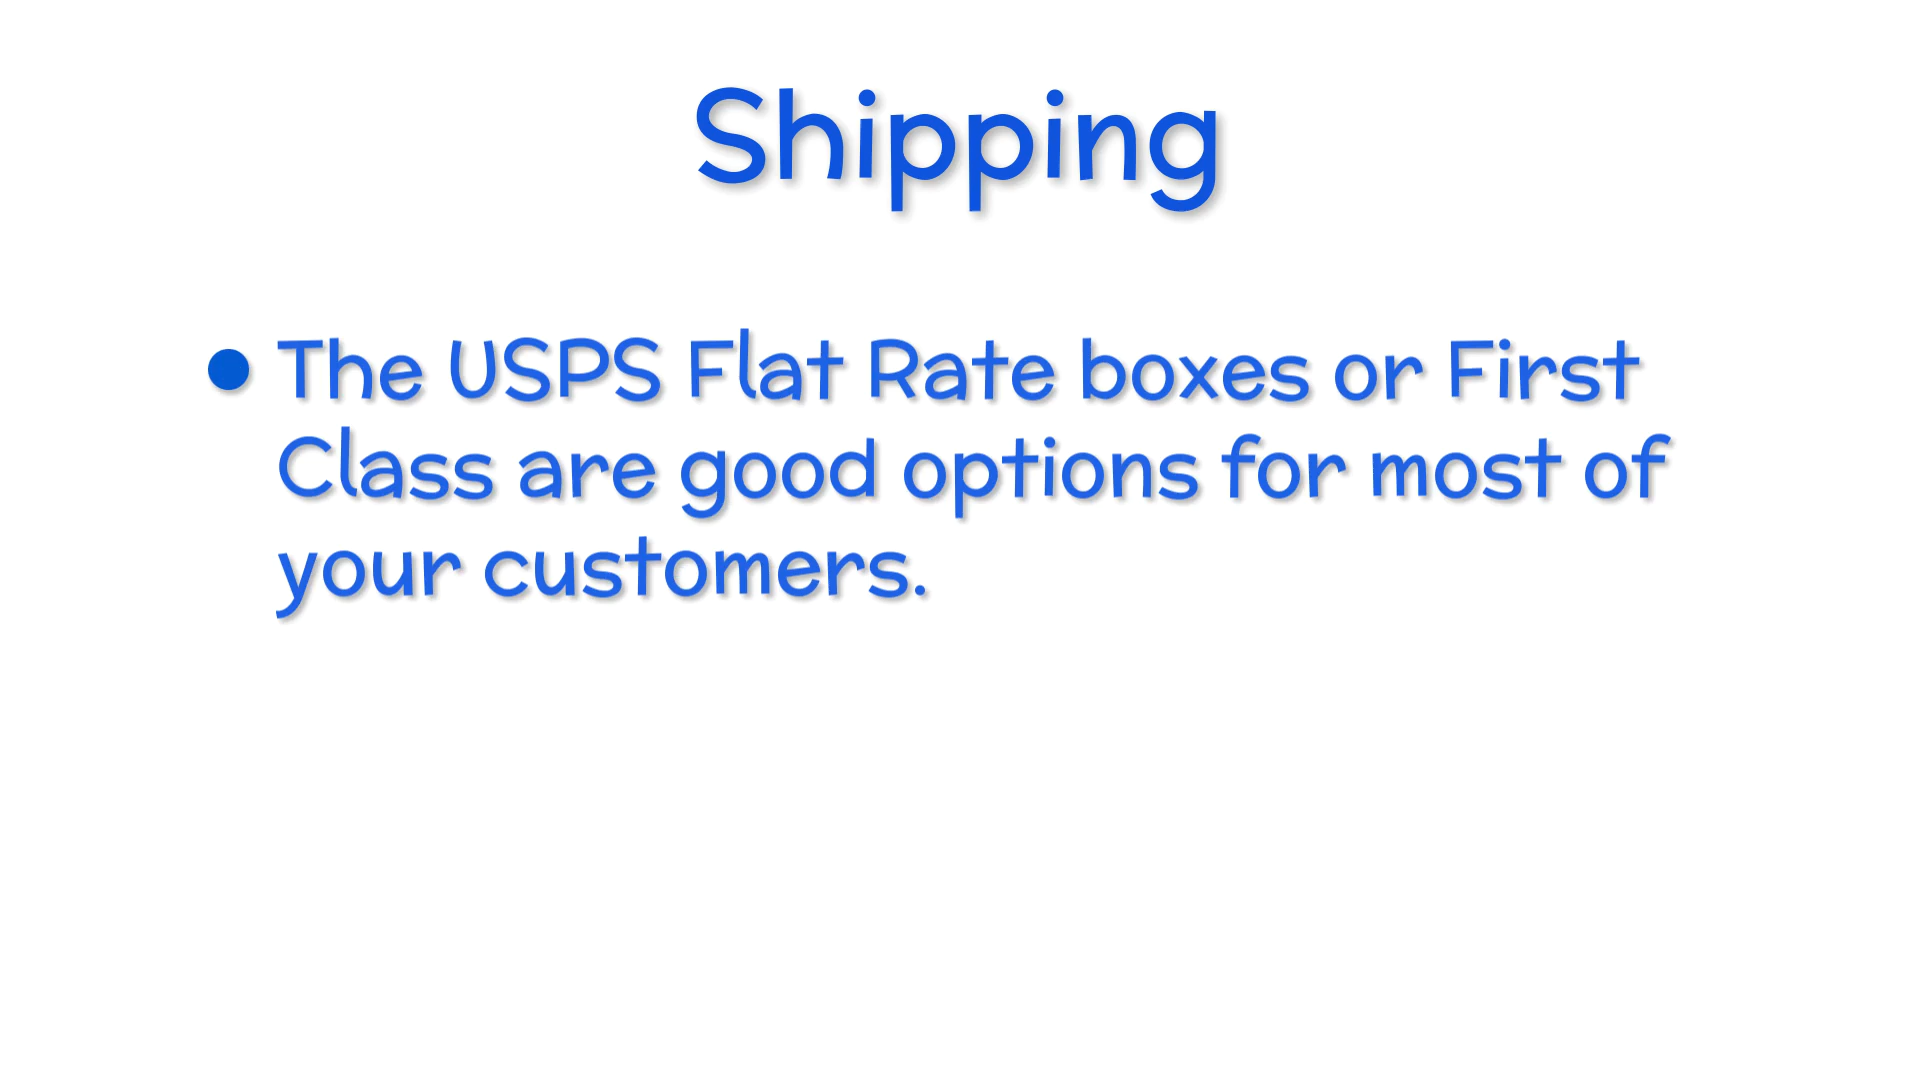 Shipping
• The USPS Flat Rate boxes or First
Class are good options for most of
your customers.